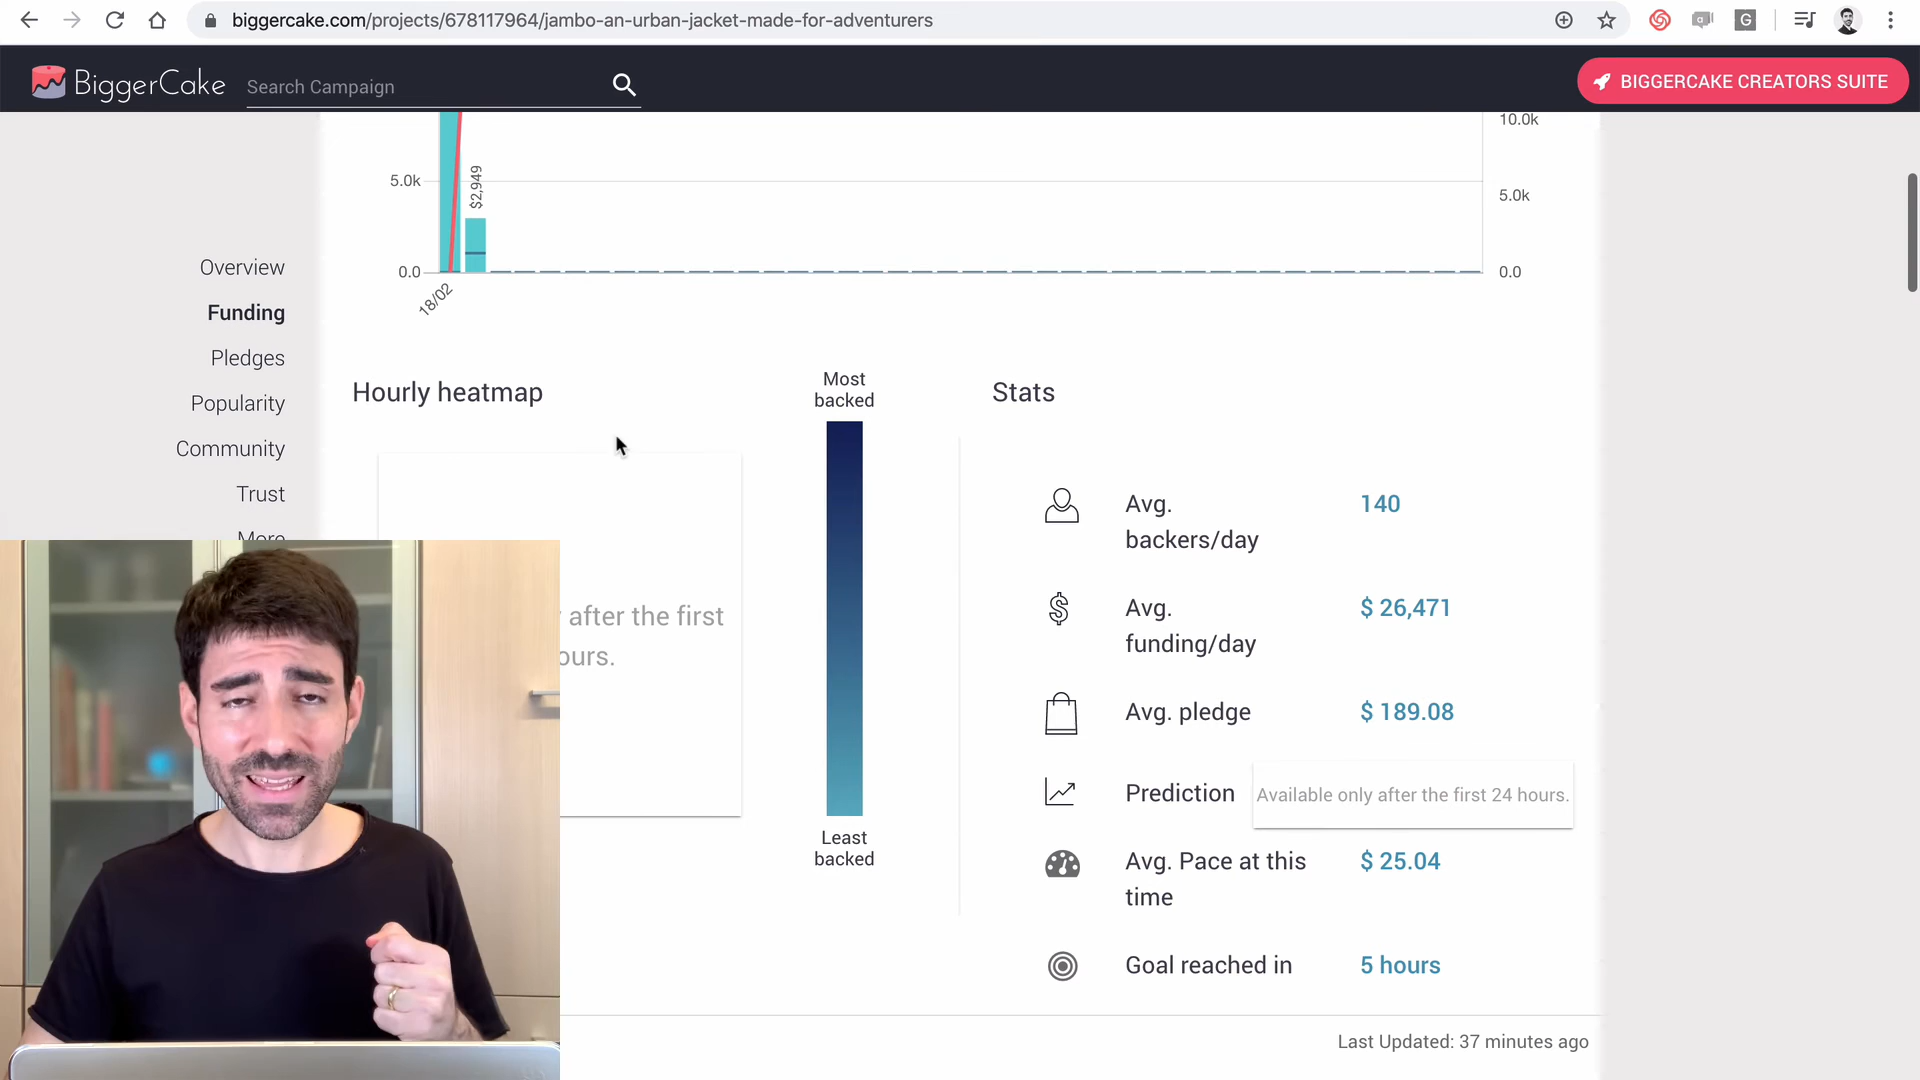 biggercake.com/projects/678117964/jambo-an-urban-jacket-made-for-adventurers
BiggerCake
Search Campaign
BIGGERCAKE CREATORS SUITE
10.0k
5.0k
$2,949
5.0k
0.0
0.0
18/02
Overview
Funding
Pledges
Popularity
Community
Trust
More
Hourly heatmap
Most
backed
Least
backed
after the first
ours.
Stats
Avg.
backers/day
140
Avg.
funding/day
$ 26,471
Avg. pledge
$ 189.08
Prediction
Available only after the first 24 hours.
Avg. Pace at this
time
$ 25.04
Goal reached in
5 hours
Last Updated: 37 minutes ago